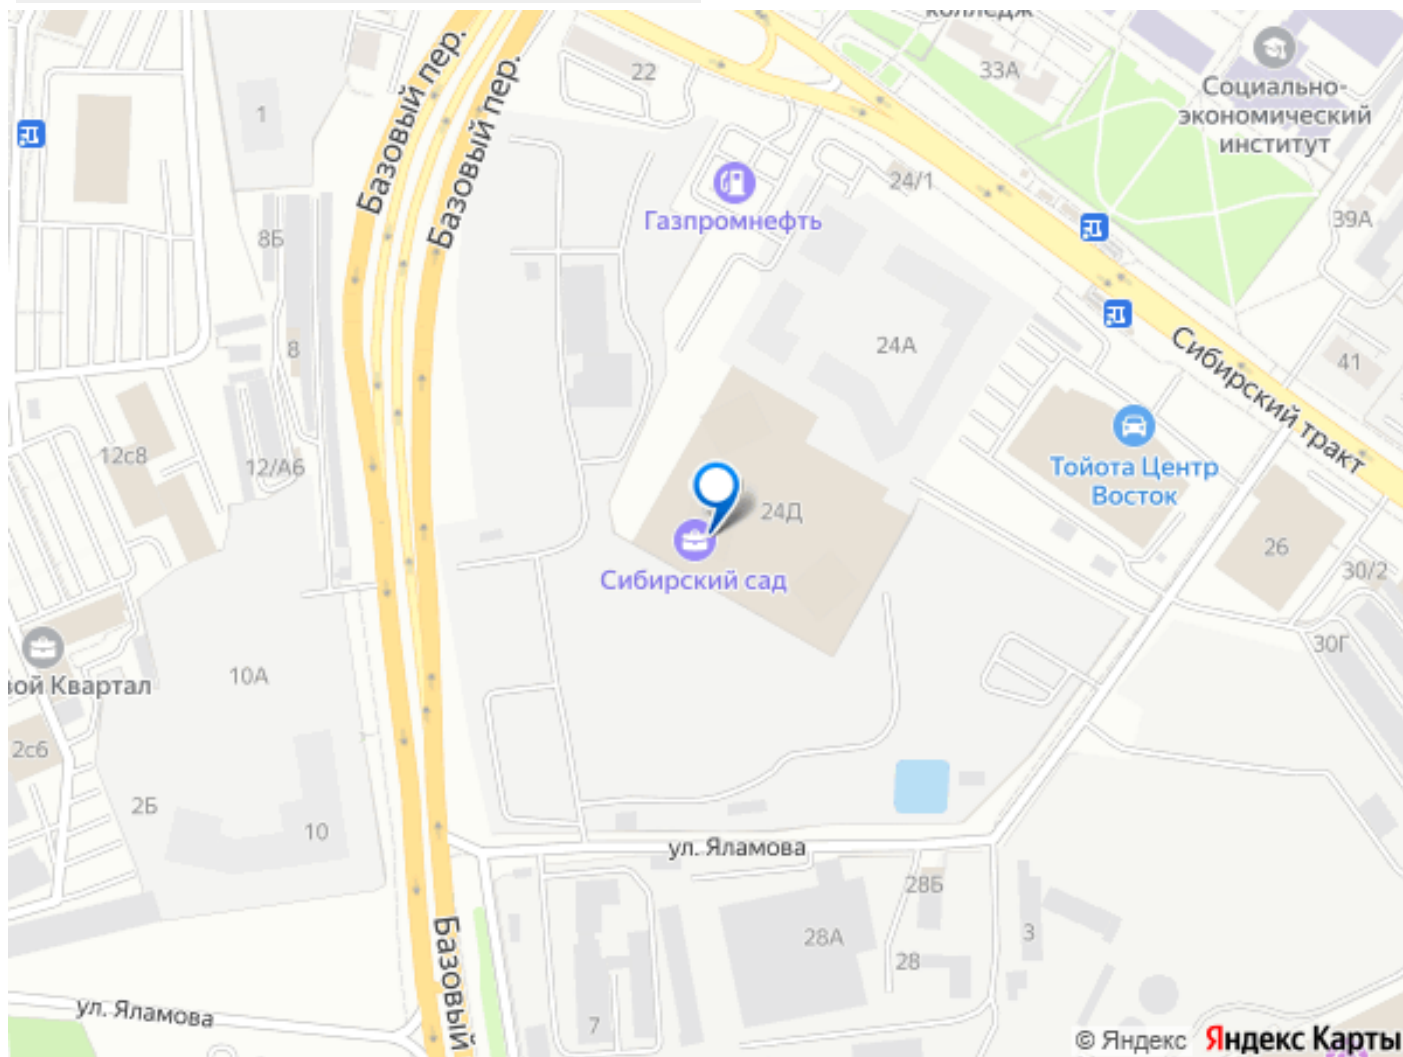 колледж
Базовый пер.
Базовый пер.
22
33А
Социально-
экономический
институт
1
24/1
Газпромнефть
39А
8Б
24А
8
Сибирский тракт
41
12с8
12/А6
Тойота Центр
Восток
24Д
26
Сибирский сад
30/2
30Г
вой Квартал
10А
2с6
2Б
10
ул. Яламова
28Б
28А
3
28
Базовый
ул. Яламова
7
© Яндекс Яндекс Карты